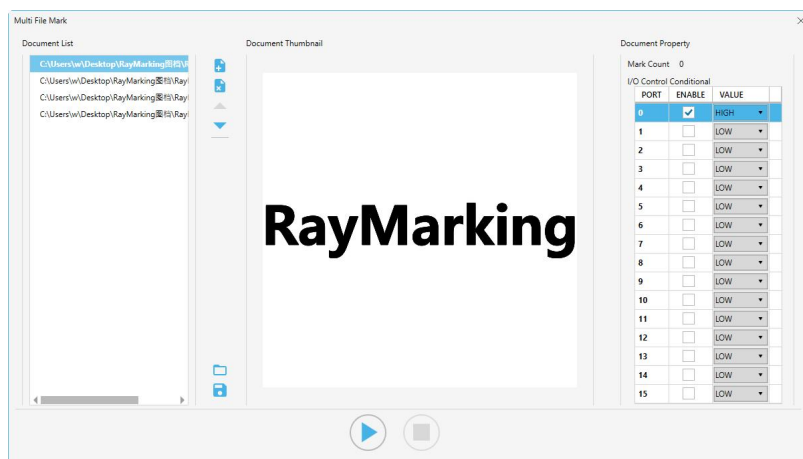 Multi File Mark
Document List
Document Thumbnail
Document Property
C:\Users\w\Desktop\RayMarking图档\R
C:\Users\w\Desktop\RayMarking图档\Ray
C:\Users\w\Desktop\RayMarking图档\Ray
C:\Users\w\Desktop\RayMarking图档\Ray
RayMarking
Mark Count 0
I/O Control Conditional
PORT ENABLE VALUE
0 HIGH
1 LOW
2 LOW
3 LOW
4 LOW
5 LOW
6 LOW
7 LOW
8 LOW
9 LOW
10 LOW
11 LOW
12 LOW
13 LOW
14 LOW
15 LOW